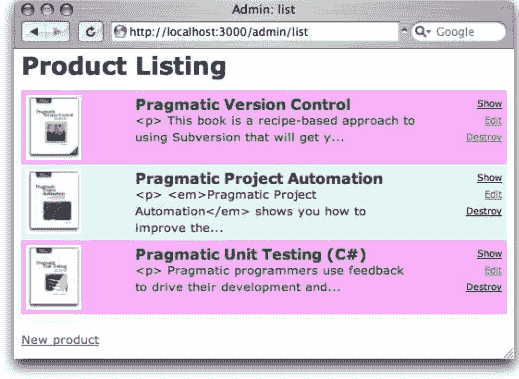 Admin: list
http://localhost:3000/admin/list
Google
Product Listing
Pragmatic Version Control
<p> This book is a recipe-based approach to
using Subversion that will get y...
Show
Edit
Destroy
Pragmatic Project Automation
<p> <em>Pragmatic Project
Automation</em> shows you how to
improve the...
Show
Edit
Destroy
Pragmatic Unit Testing (C#)
<p> Pragmatic programmers use feedback
to drive their development and...
Show
Edit
Destroy
New product